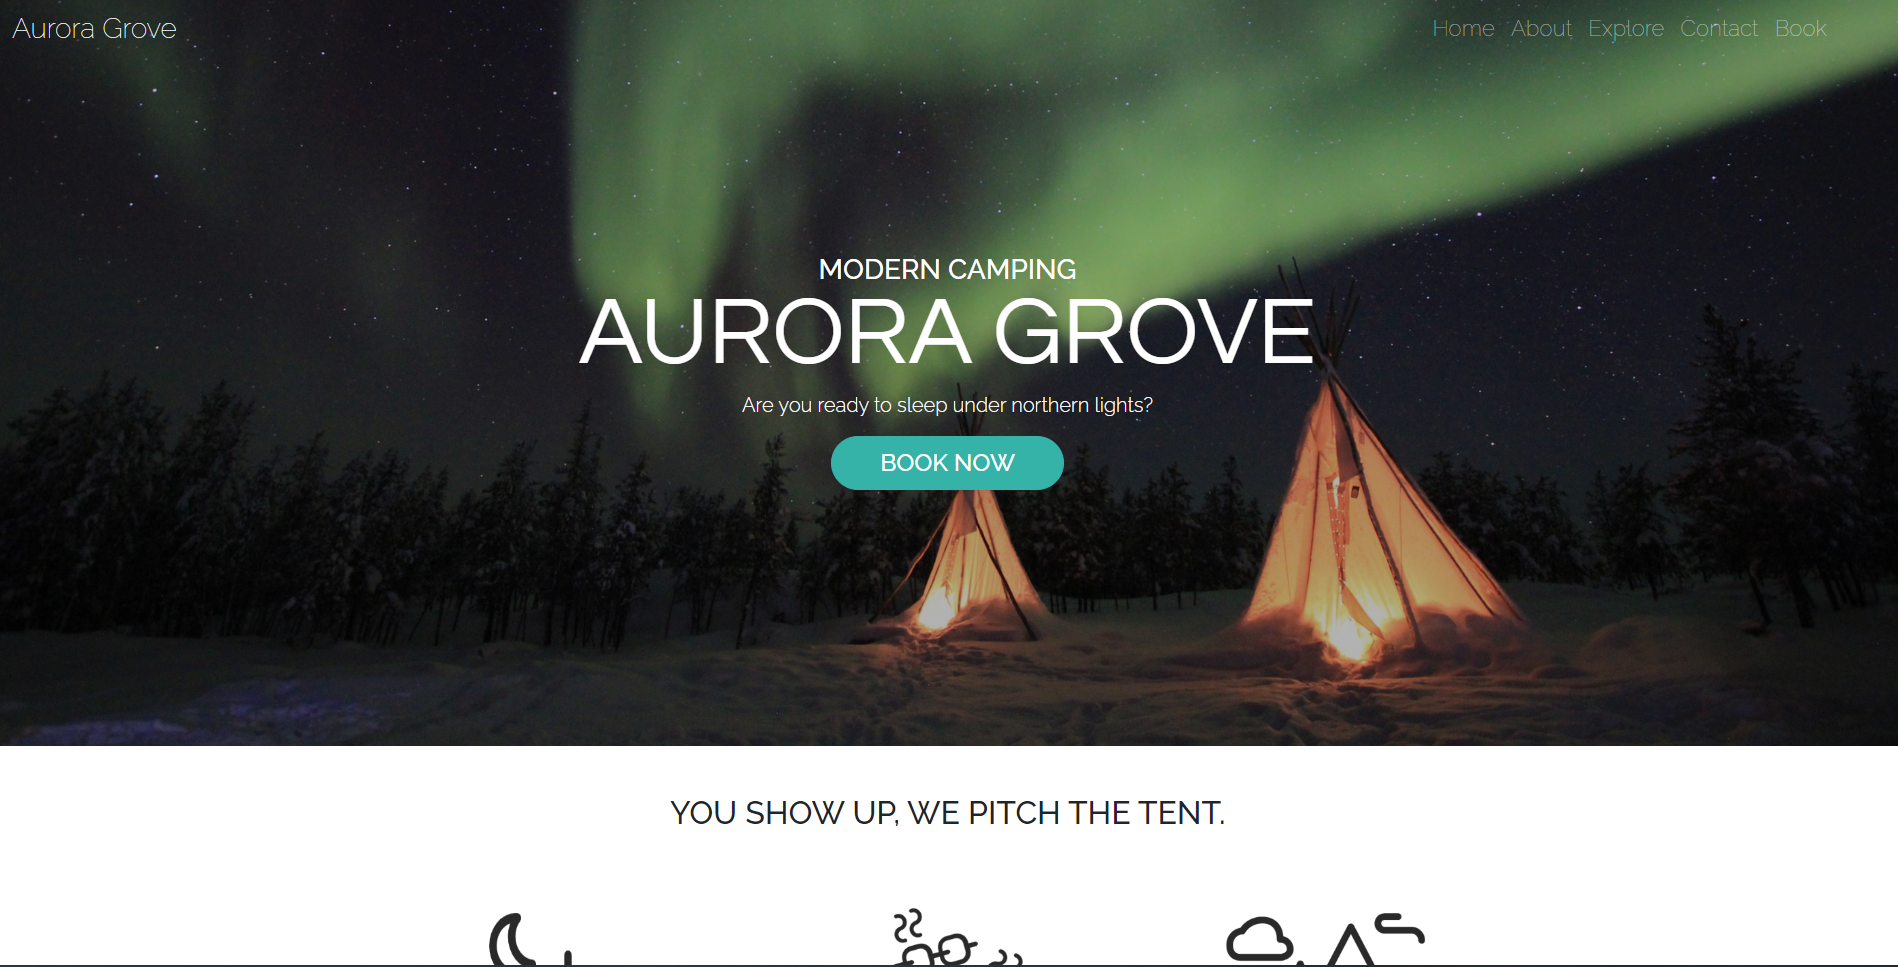 Aurora Grove
Home About Explore Contact Book
MODERN CAMPING
AURORA GROVE
Are you ready to sleep under northern lights?
BOOK NOW
YOU SHOW UP, WE PITCH THE TENT.